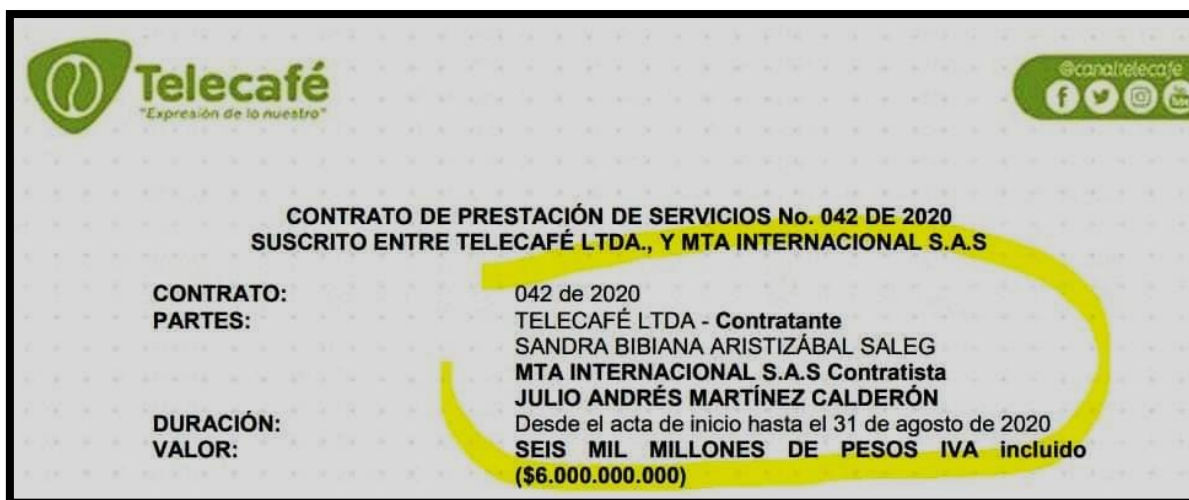 Telecafé
"Expresión de lo nuestro"
@canaltelecafe
CONTRATO DE PRESTACIÓN DE SERVICIOS No. 042 DE 2020
SUSCRITO ENTRE TELECAFÉ LTDA., Y MTA INTERNACIONAL S.A.S
CONTRATO: 042 de 2020
PARTES: TELECAFÉ LTDA - Contratante
SANDRA BIBIANA ARISTIZÁBAL SALEG
MTA INTERNACIONAL S.A.S Contratista
JULIO ANDRÉS MARTÍNEZ CALDERÓN
DURACIÓN: Desde el acta de inicio hasta el 31 de agosto de 2020
VALOR: SEIS MIL MILLONES DE PESOS IVA incluido
($6.000.000.000)